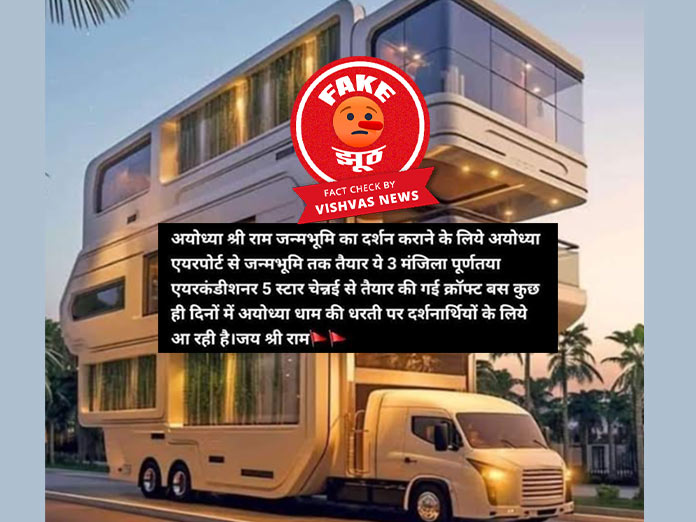 FAKE
झूठ
FACT CHECK BY
VISHVAS NEWS
अयोध्या श्री राम जन्मभूमि का दर्शन कराने के लिये अयोध्या
एयरपोर्ट से जन्मभूमि तक तैयार ये 3 मंजिला पूर्णतया
एयरकंडीशनर 5 स्टार चेन्नई से तैयार की गई क्रॉफ्ट बस कुछ
ही दिनों में अयोध्या धाम की धरती पर दर्शनार्थियों के लिये
आ रही है।जय श्री राम🚩🚩